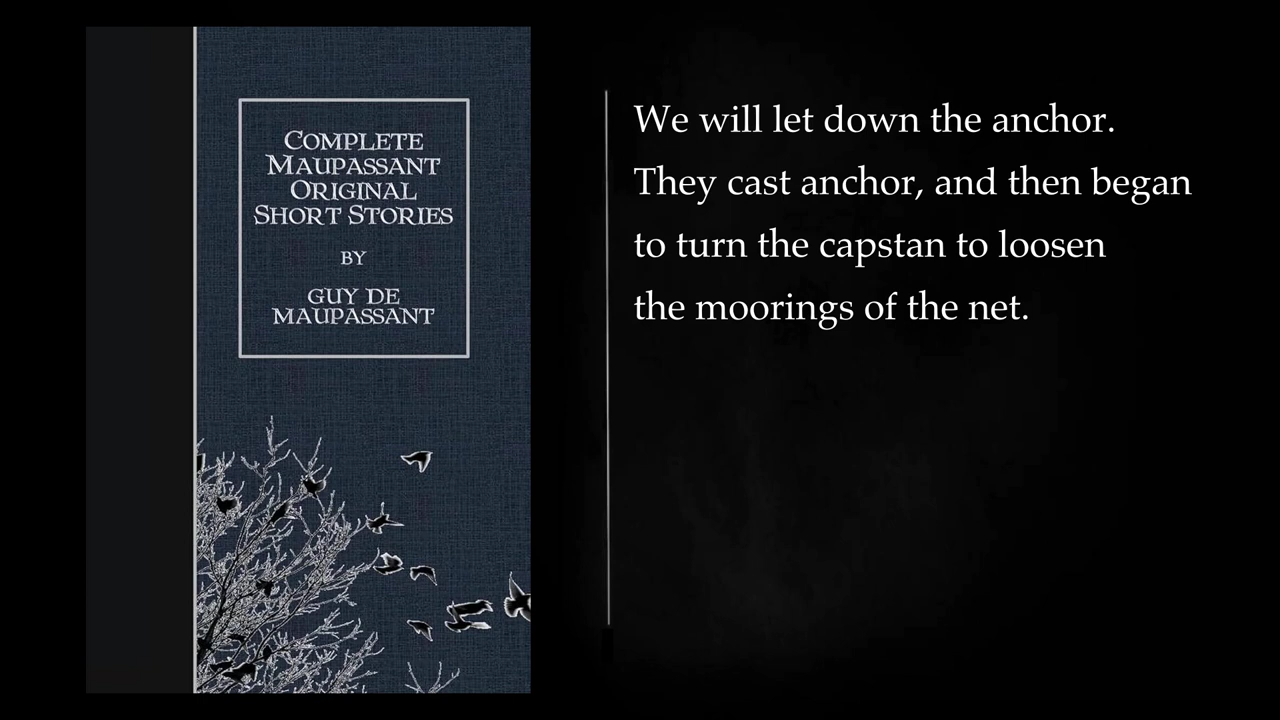 COMPLETE
MAUPASSANT
ORIGINAL
SHORT STORIES
BY
GUY DE
MAUPASSANT
We will let down the anchor.
They cast anchor, and then began
to turn the capstan to loosen
the moorings of the net.